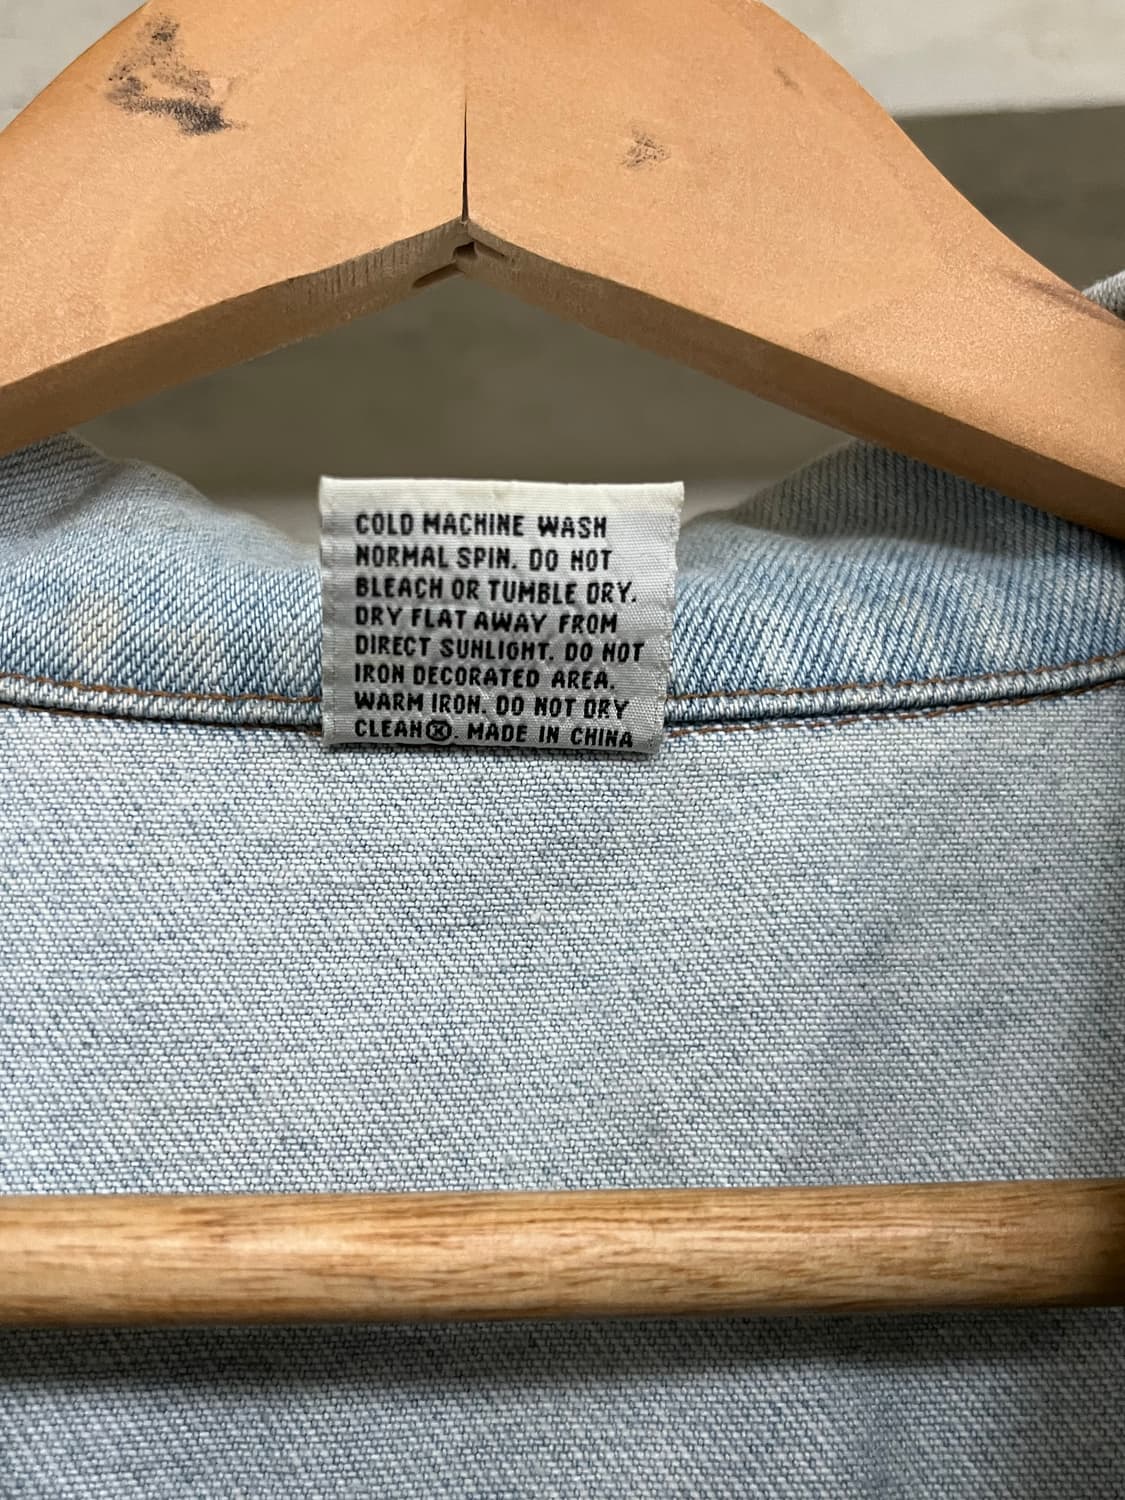 COLD MACHINE WASH
NORMAL SPIN. DO NOT
BLEACH OR TUMBLE DRY.
DRY FLAT AWAY FROM
DIRECT SUNLIGHT. DO NOT
IRON DECORATED AREA.
WARM IRON. DO NOT DRY
CLEAN Ⓧ. MADE IN CHINA